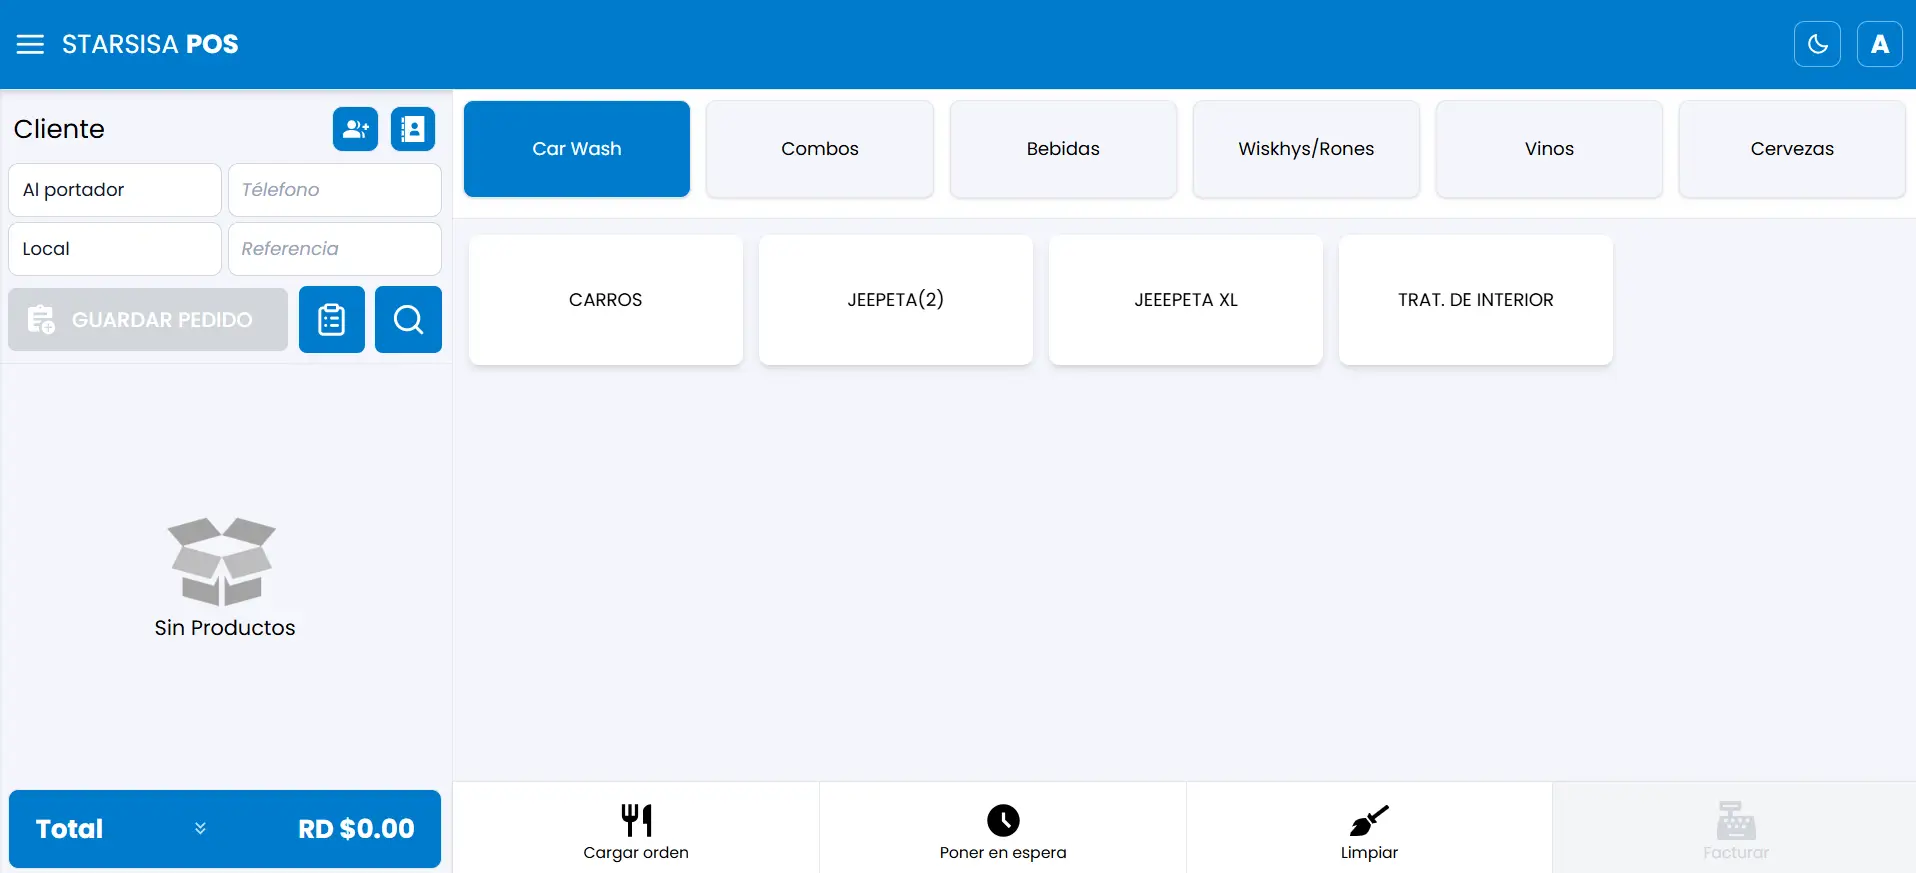 STARSISA POS
A
Cliente
Al portador
Télefono
Local
Referencia
GUARDAR PEDIDO
Sin Productos
Total
RD $0.00
Car Wash
Combos
Bebidas
Wiskhys/Rones
Vinos
Cervezas
CARROS
JEEPETA(2)
JEEEPETA XL
TRAT. DE INTERIOR
Cargar orden
Poner en espera
Limpiar
Facturar